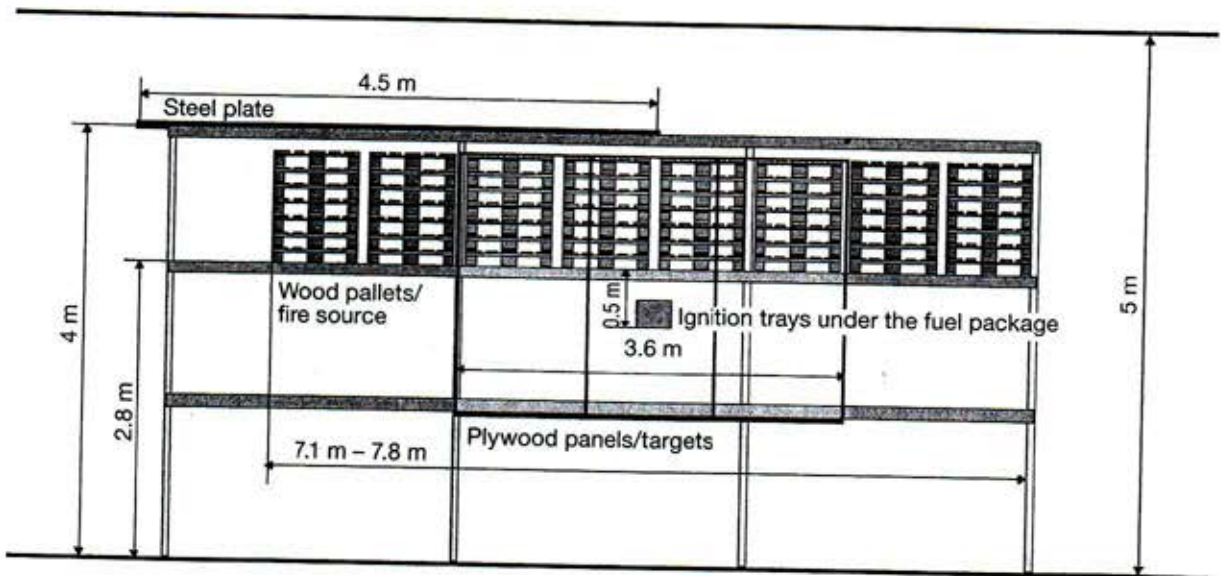 4.5 m
Steel plate
4 m
2.8 m
Wood pallets/
fire source
0.5 m
Ignition trays under the fuel package
3.6 m
5 m
Plywood panels/targets
7.1 m – 7.8 m